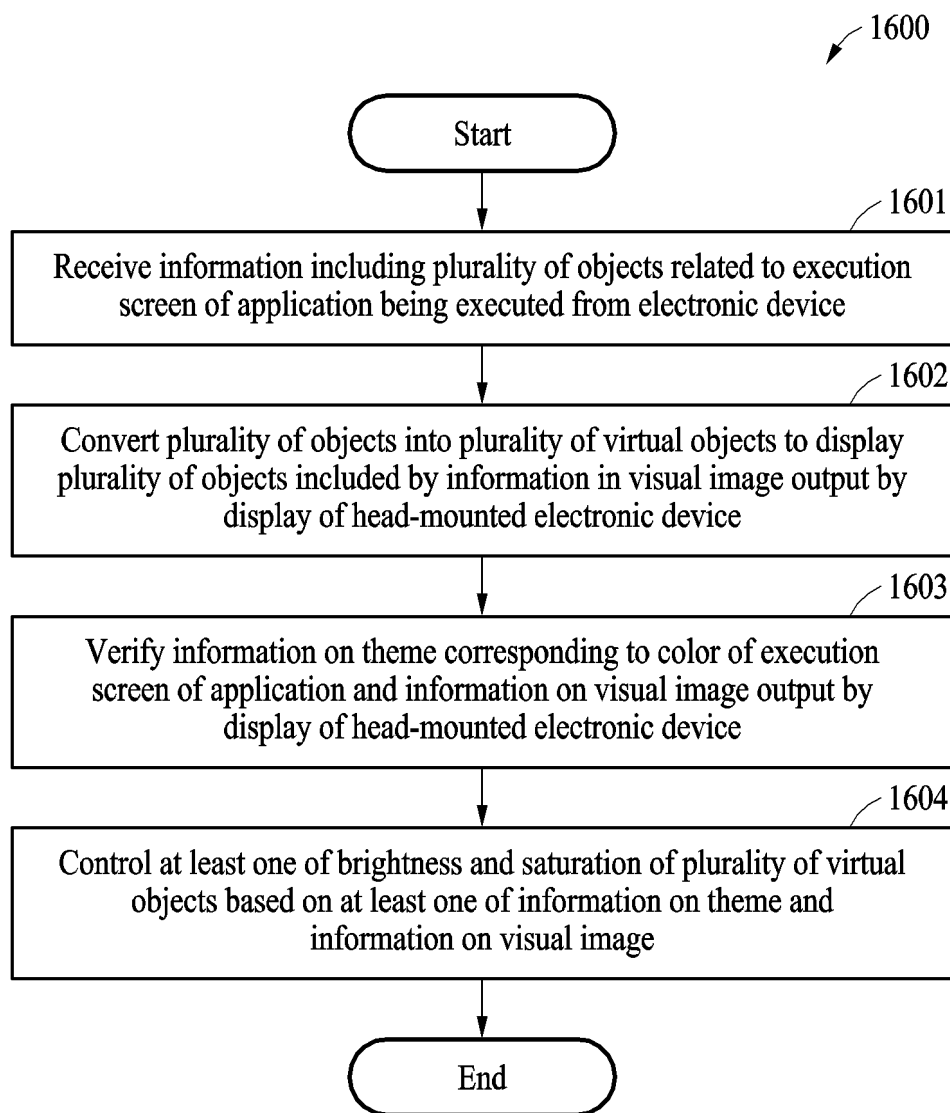 1600
Start
1601
Receive information including plurality of objects related to execution
screen of application being executed from electronic device
1602
Convert plurality of objects into plurality of virtual objects to display
plurality of objects included by information in visual image output by
display of head-mounted electronic device
1603
Verify information on theme corresponding to color of execution
screen of application and information on visual image output by
display of head-mounted electronic device
1604
Control at least one of brightness and saturation of plurality of virtual
objects based on at least one of information on theme and
information on visual image
End